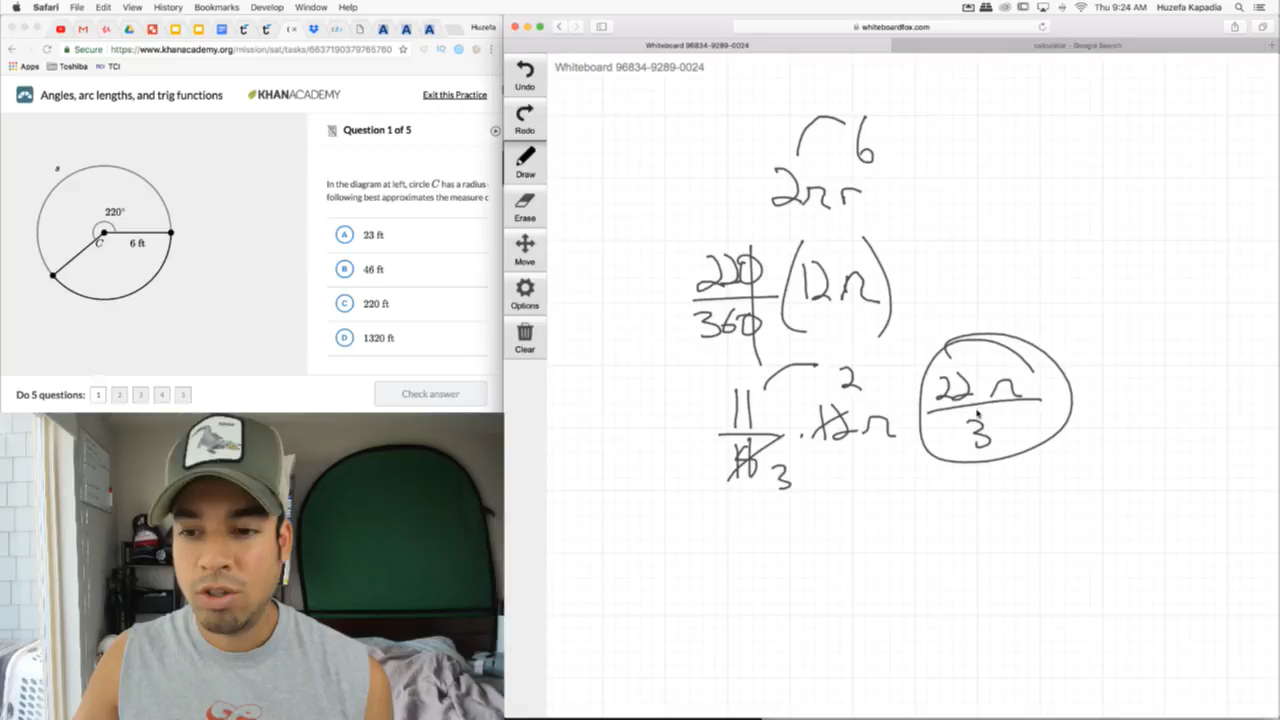 Safari File Edit View History Bookmarks Develop Window Help
Thu 9:24 AM Huzefa Kapadia
Huzefa
Secure https://www.khanacademy.org/mission/sat/tasks/6637190379765760
Apps Toshiba TCI
Angles, arc lengths, and trig functions
KHANACADEMY
Exit this Practice
Question 1 of 5
In the diagram at left, circle C has a radius
following best approximates the measure o
A 23 ft
B 46 ft
C 220 ft
D 1320 ft
s
220°
C
6 ft
Do 5 questions: 1 2 3 4 5
Check answer
whiteboardfox.com
Whiteboard 96834-9289-0024
calculator - Google Search
Whiteboard 96834-9289-0024
Undo
Redo
Draw
Erase
Move
Options
Clear
6
2πr
220
360
(12π)
11
18
3
· 12π
2
22π
3